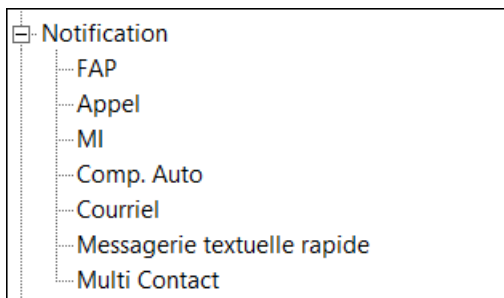 Notification
FAP
Appel
MI
Comp. Auto
Courriel
Messagerie textuelle rapide
Multi Contact